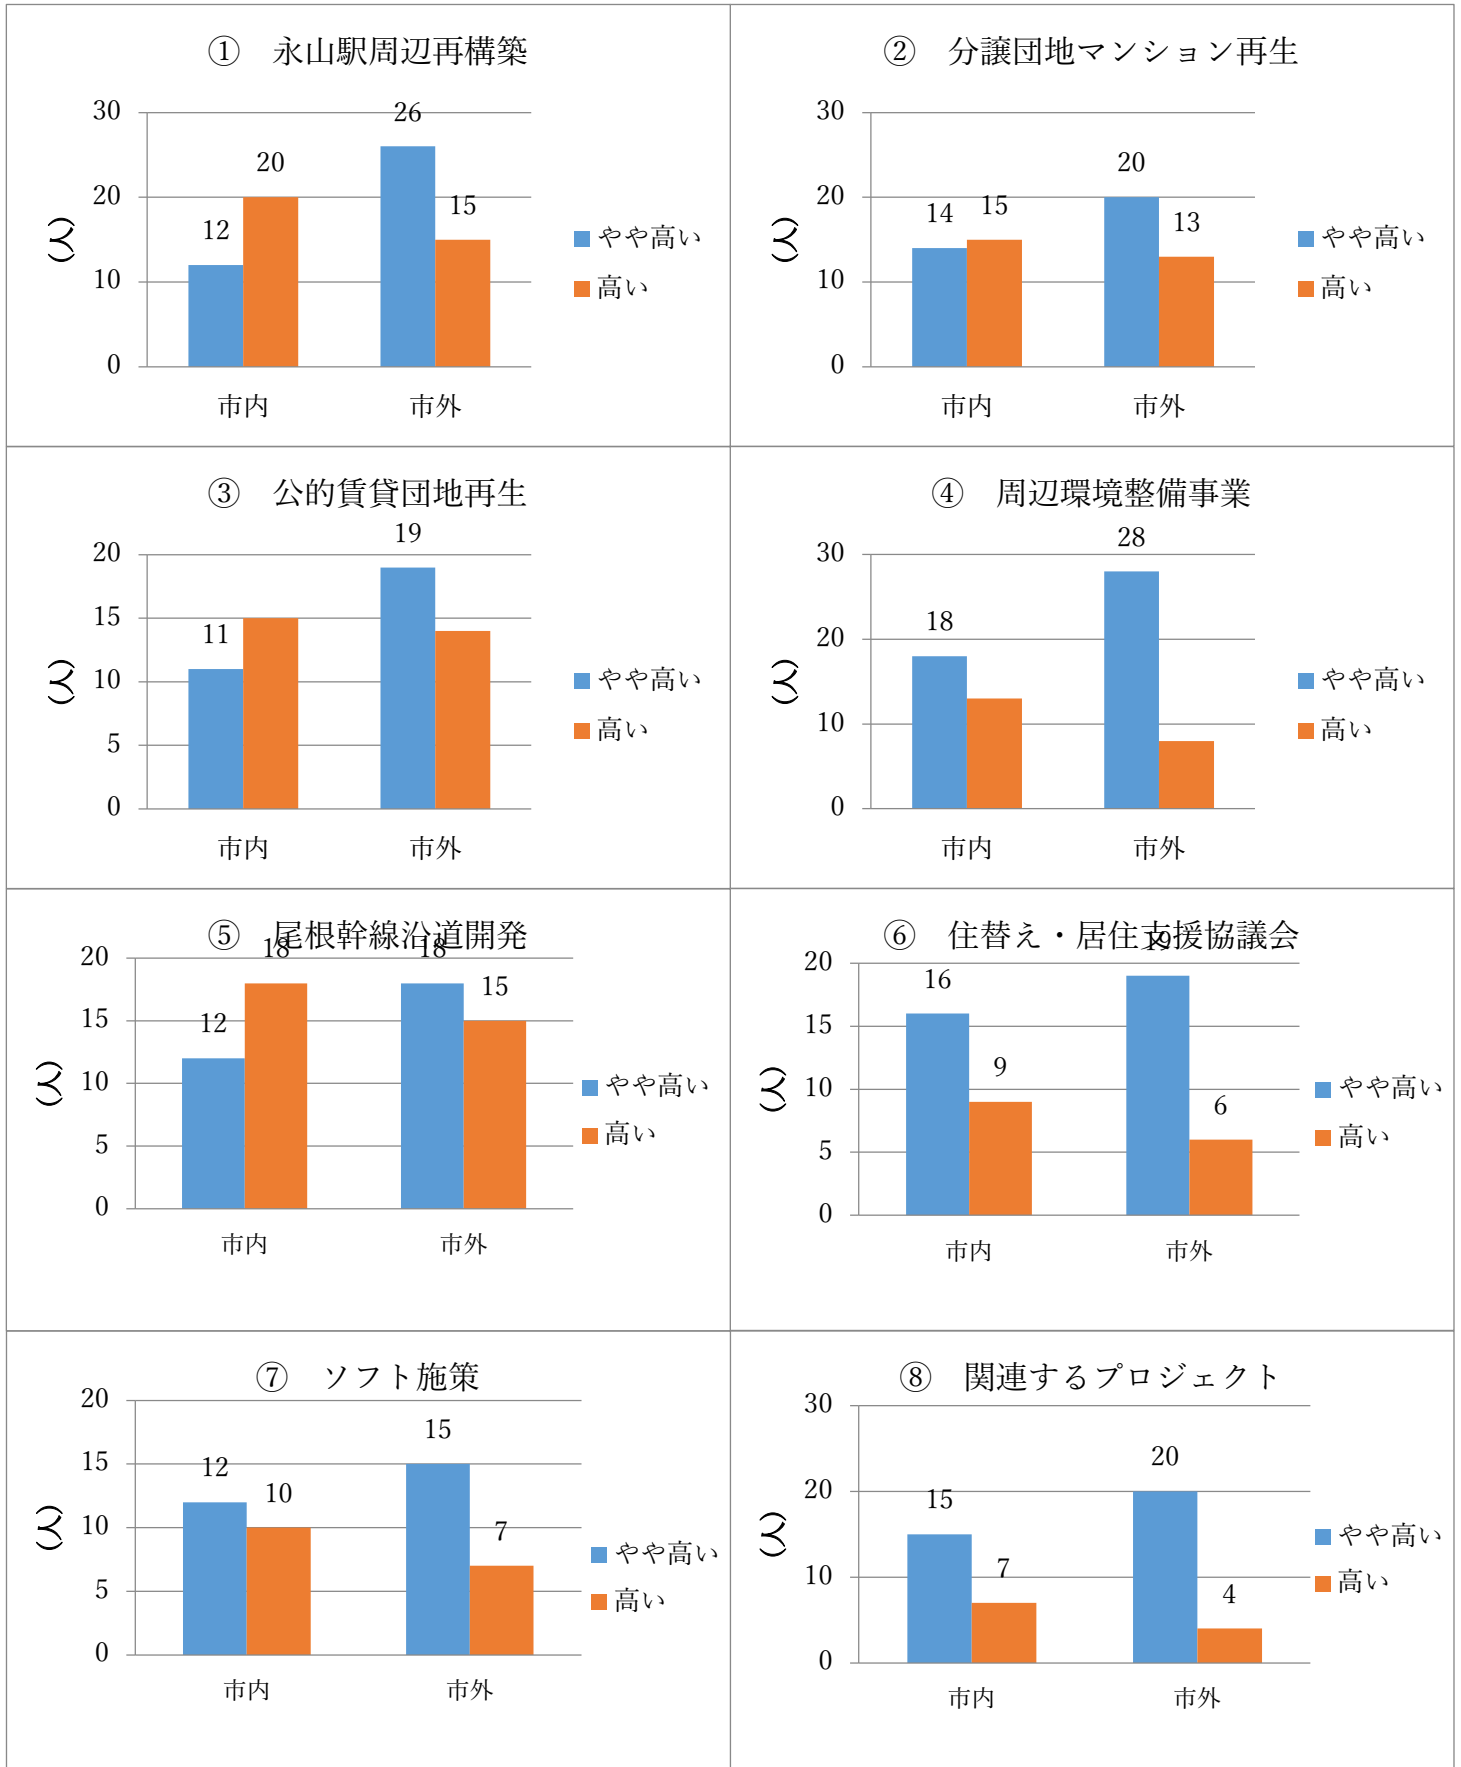 ① 永山駅周辺再構築
30
20
10
0
(人)
12
20
26
15
市内
市外
やや高い
高い
② 分譲団地マンション再生
30
20
10
0
(人)
14
15
20
13
市内
市外
やや高い
高い
③ 公的賃貸団地再生
20
15
10
5
0
(人)
11
19
市内
市外
やや高い
高い
④ 周辺環境整備事業
30
20
10
0
(人)
18
28
市内
市外
やや高い
高い
⑤ 尾根幹線沿道開発
20
15
10
5
0
(人)
12
18
18
15
市内
市外
やや高い
高い
⑥ 住替え・居住支援協議会
20
15
10
5
0
(人)
16
9
19
6
市内
市外
やや高い
高い
⑦ ソフト施策
20
15
10
5
0
(人)
12
10
15
7
市内
市外
やや高い
高い
⑧ 関連するプロジェクト
30
20
10
0
(人)
15
7
20
4
市内
市外
やや高い
高い